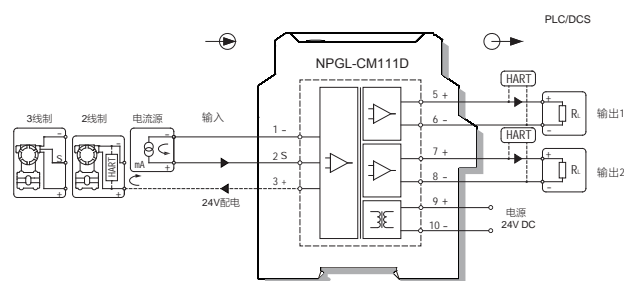 PLC/DCS
NPGL-CM111D
HART
5 +
3线制
2线制
电流源
输入
RL
输出1
6 −
1 −
HART
S
HART
mA
2 S
7 +
RL
输出2
3 +
8 −
24V配电
9 +
电源
24V DC
10 −